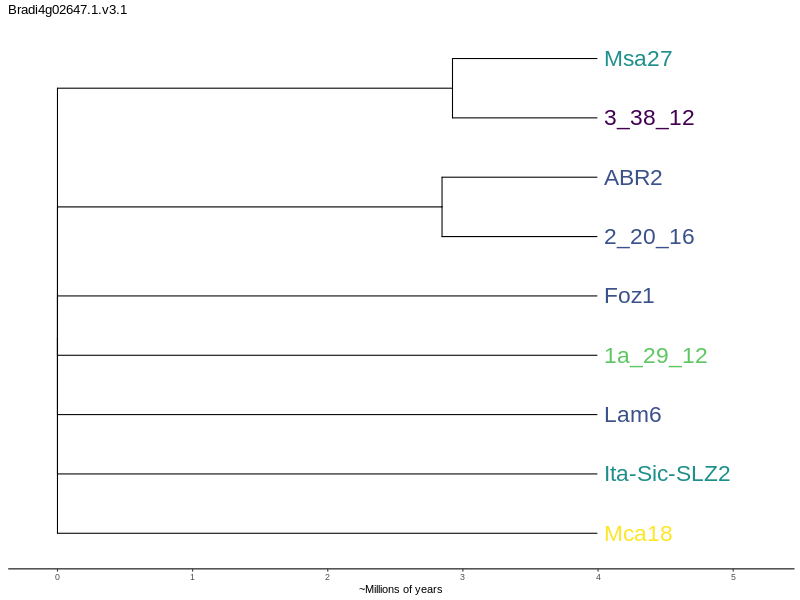 Bradi4g02647.1.v3.1
Msa27
3_38_12
ABR2
2_20_16
Foz1
1a_29_12
Lam6
Ita-Sic-SLZ2
Mca18
0 1 2 3 4 5
~Millions of years